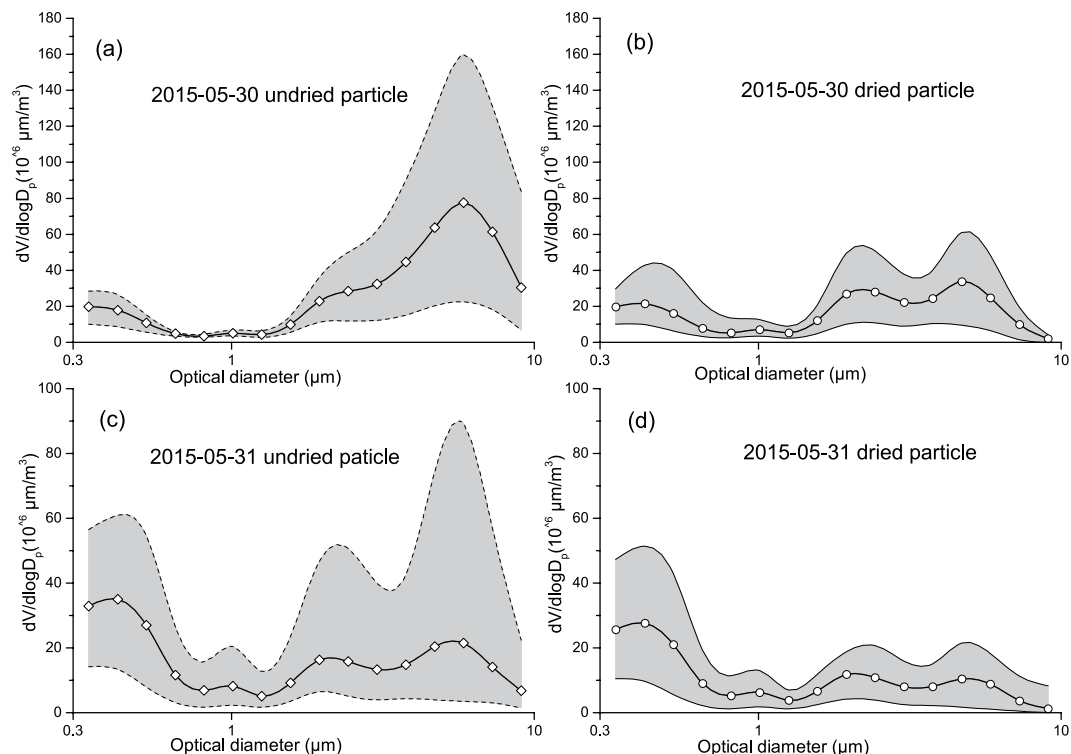 (a)
2015-05-30 undried particle
dV/dlogDp(10^6 µm/m³)
180
160
140
120
100
80
60
40
20
0
0.3
1
10
Optical diameter (µm)
(b)
2015-05-30 dried particle
dV/dlogDp(10^6 µm/m³)
180
160
140
120
100
80
60
40
20
0
0.3
1
10
Optical diameter (µm)
(c)
2015-05-31 undried paticle
dV/dlogDp(10^6 µm/m³)
100
80
60
40
20
0
0.3
1
10
Optical diameter (µm)
(d)
2015-05-31 dried particle
dV/dlogDp(10^6 µm/m³)
100
80
60
40
20
0
0.3
1
10
Optical diameter (µm)